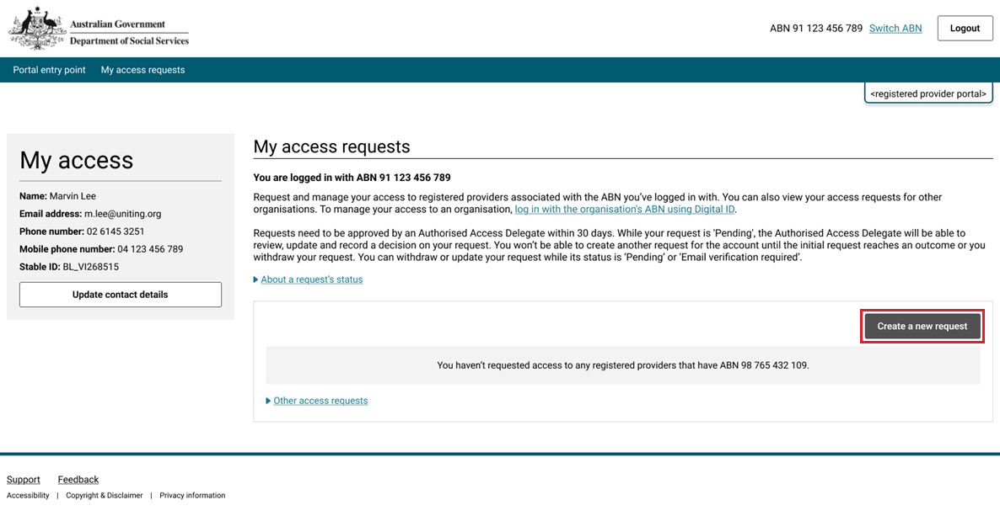 Australian Government
Department of Social Services
ABN 91 123 456 789 Switch ABN Logout
Portal entry point My access requests
<registered provider portal>
My access
Name: Marvin Lee
Email address: m.lee@uniting.org
Phone number: 02 6145 3251
Mobile phone number: 04 123 456 789
Stable ID: BL_VI268515
Update contact details
My access requests
You are logged in with ABN 91 123 456 789
Request and manage your access to registered providers associated with the ABN you've logged in with. You can also view your access requests for other
organisations. To manage your access to an organisation, log in with the organisation's ABN using Digital ID.
Requests need to be approved by an Authorised Access Delegate within 30 days. While your request is 'Pending', the Authorised Access Delegate will be able to
review, update and record a decision on your request. You won't be able to create another request for the account until the initial request reaches an outcome or you
withdraw your request. You can withdraw or update your request while its status is 'Pending' or 'Email verification required'.
About a request's status
Create a new request
You haven't requested access to any registered providers that have ABN 98 765 432 109.
Other access requests
Support Feedback
Accessibility | Copyright & Disclaimer | Privacy information